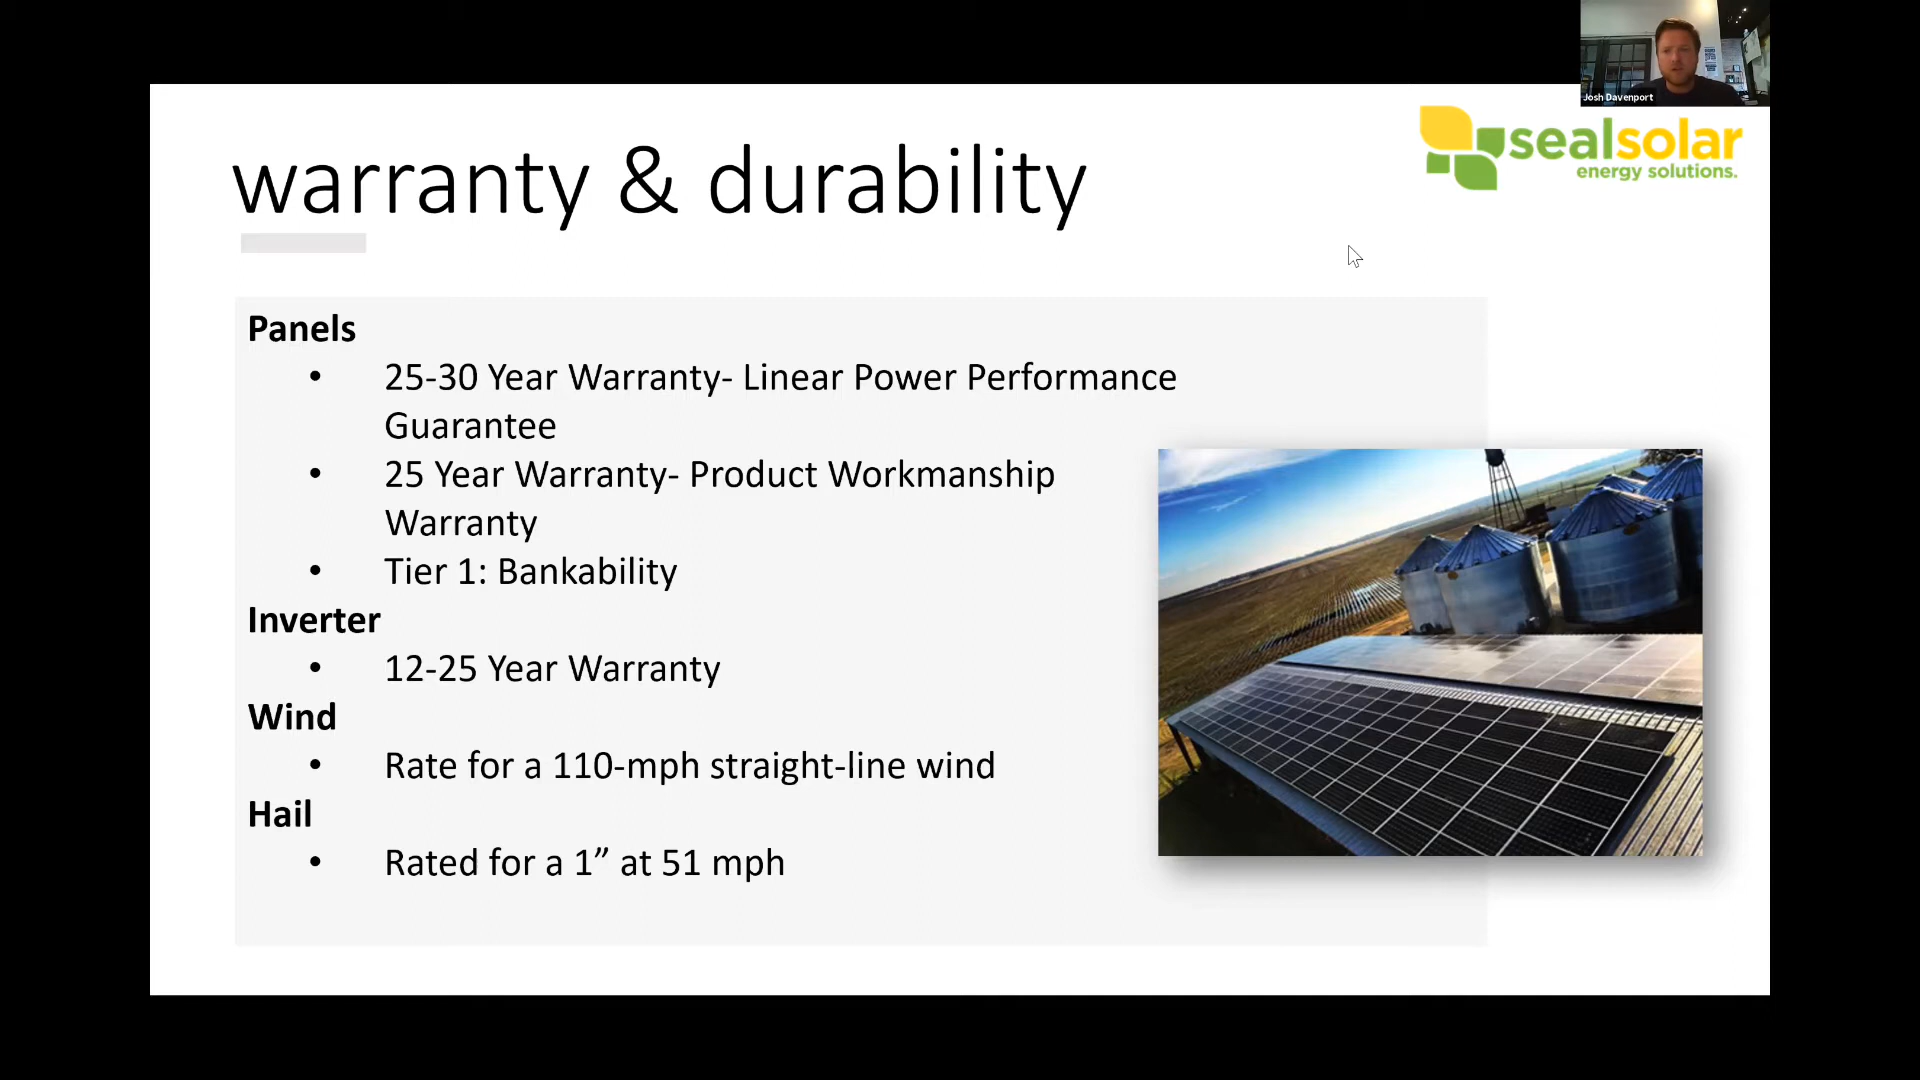 Josh Davenport
sealsolar
energy solutions.
warranty & durability
Panels
• 25-30 Year Warranty- Linear Power Performance
Guarantee
• 25 Year Warranty- Product Workmanship
Warranty
• Tier 1: Bankability
Inverter
• 12-25 Year Warranty
Wind
• Rate for a 110-mph straight-line wind
Hail
• Rated for a 1” at 51 mph